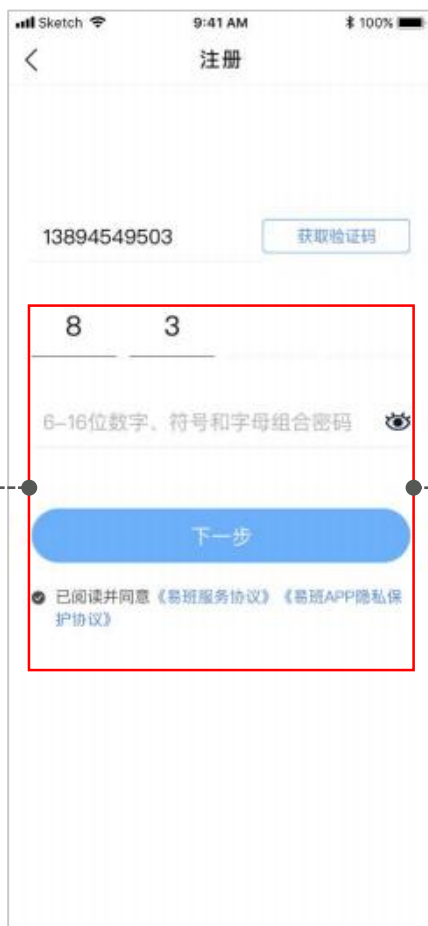 Sketch 9:41 AM 100%
注册
13894549503 获取验证码
8 3
6-16位数字、符号和字母组合密码
下一步
已阅读并同意《易班服务协议》《易班APP隐私保
护协议》